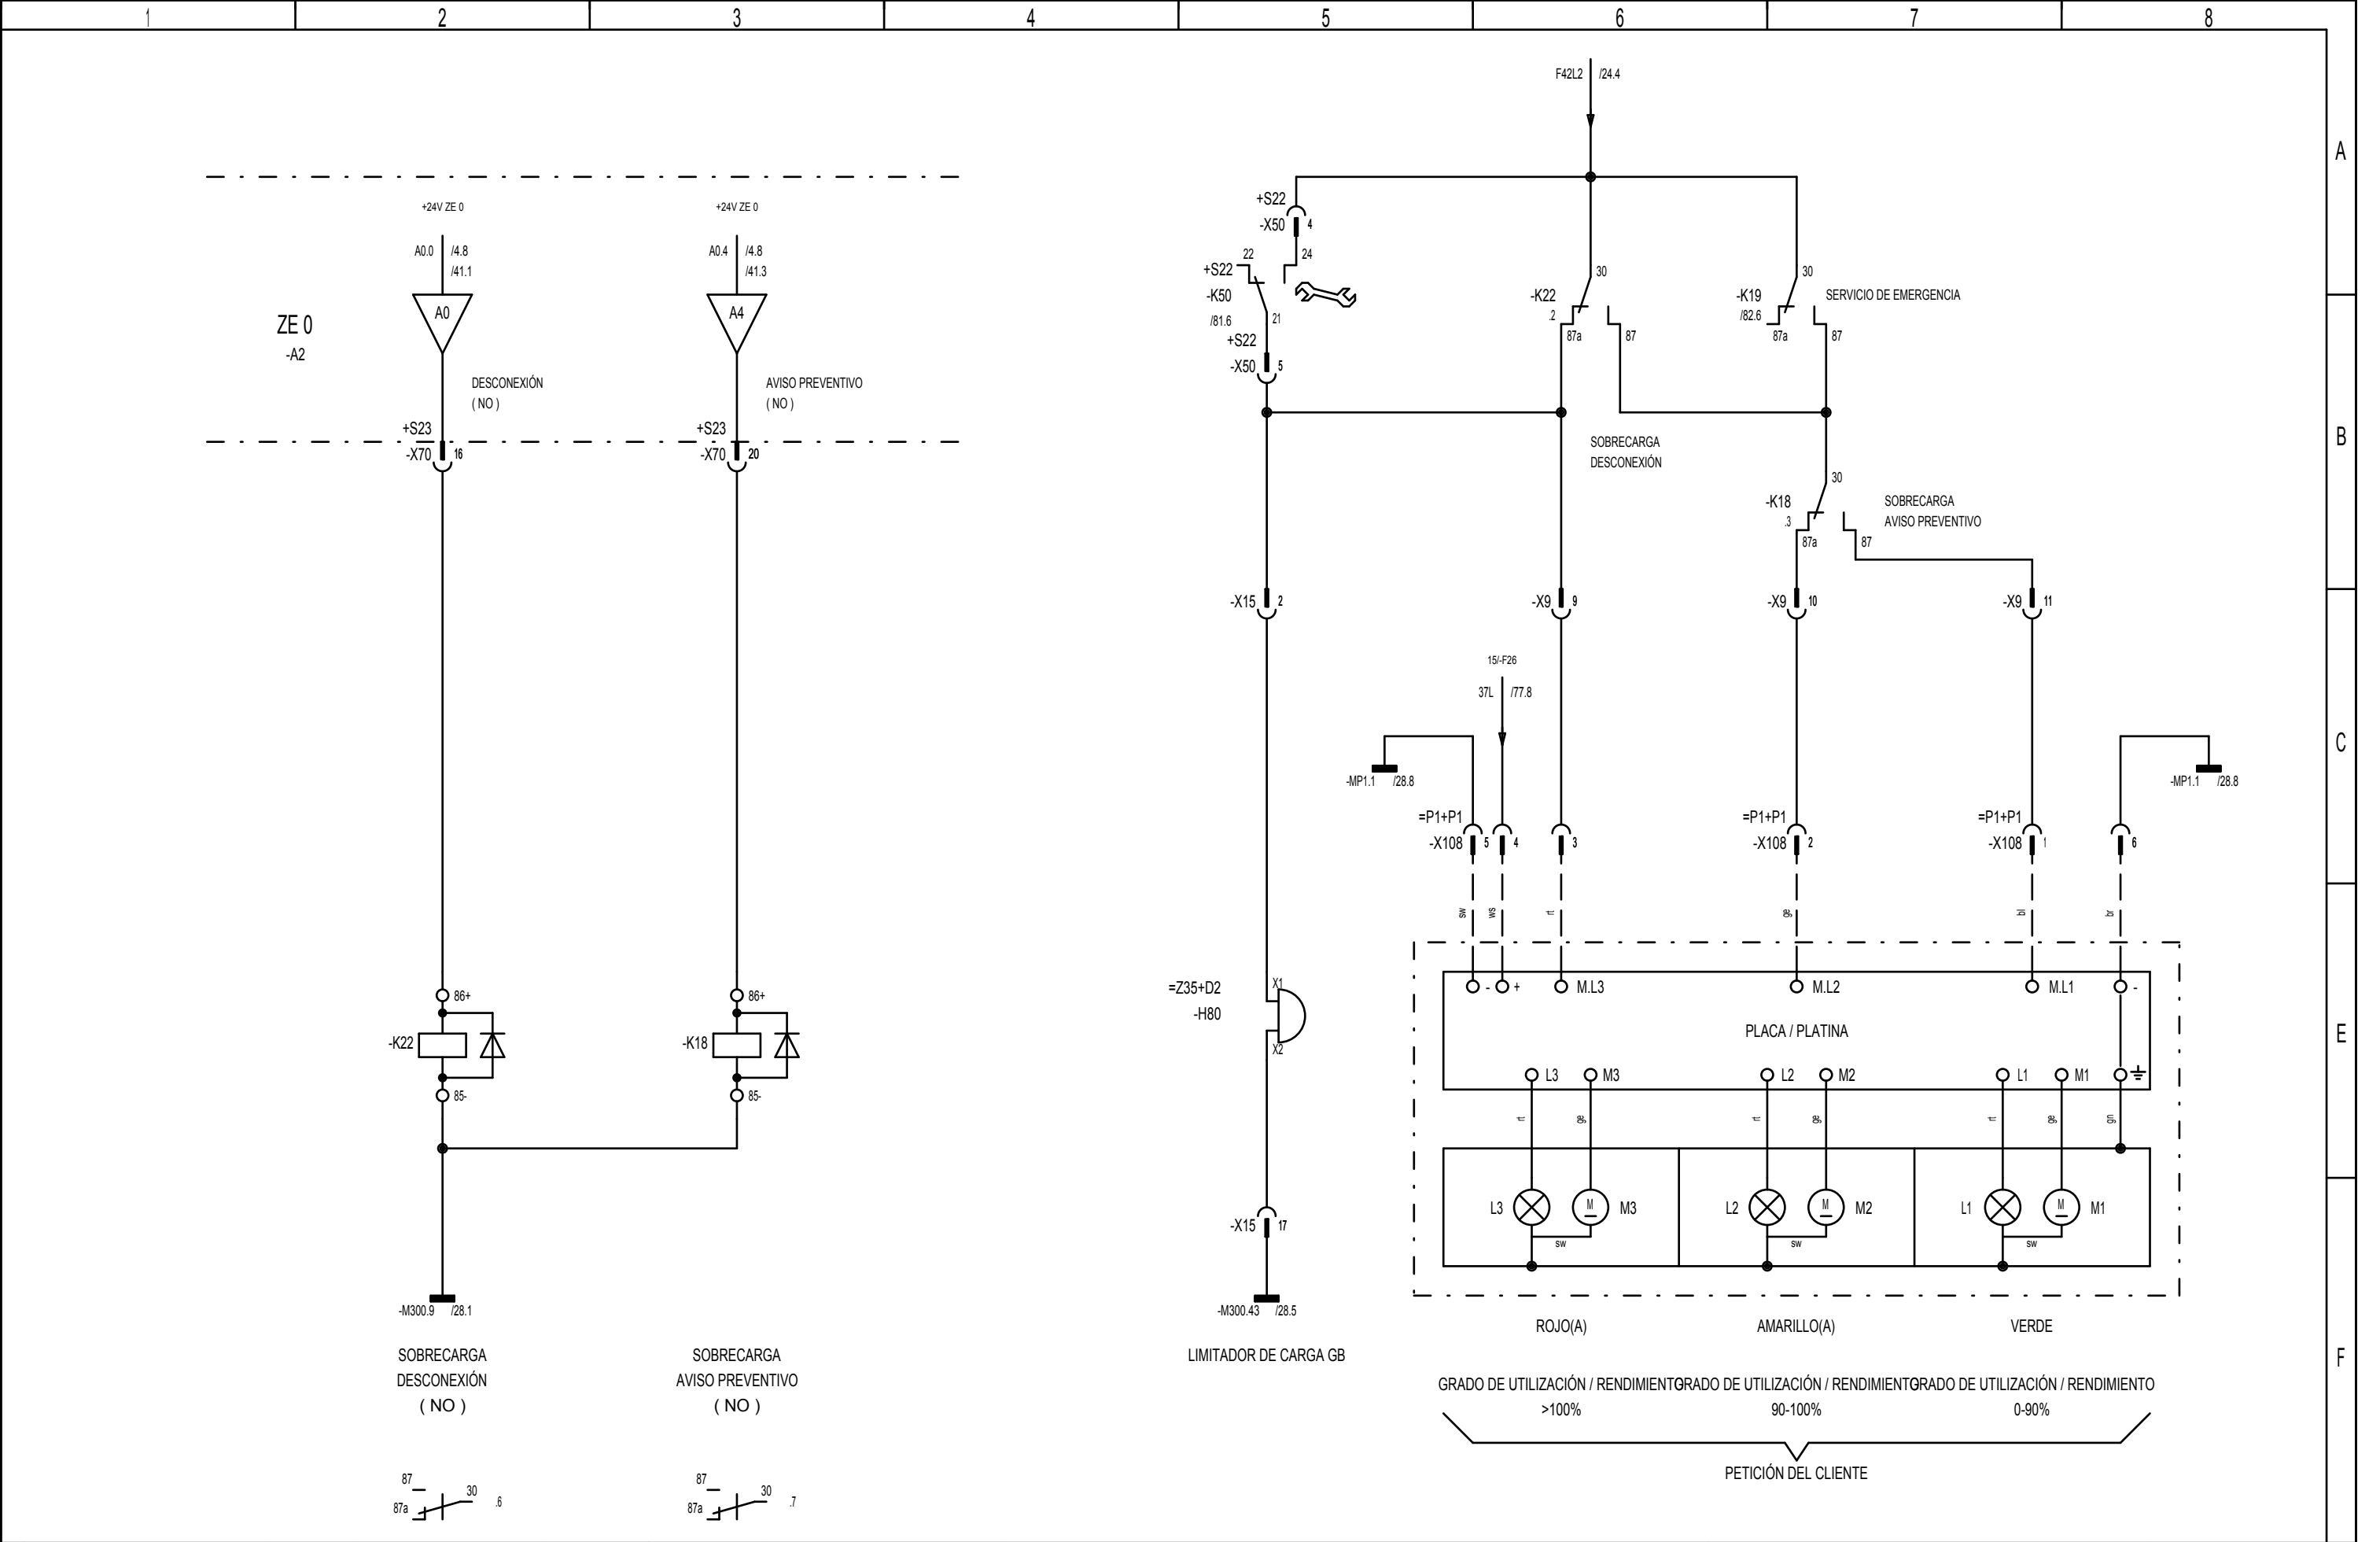 1 2 3 4 5 6 7 8
A
B
C
E
F
F42L2 /24.4
+24V ZE 0
+24V ZE 0
A0.0 /4.8
/41.1
A0.4 /4.8
/41.3
A0
A4
ZE 0
-A2
DESCONEXIÓN
( NO )
AVISO PREVENTIVO
( NO )
+S23
-X70 16
+S23
-X70 20
+S22
-X50 4
22 24
+S22
-K50
/81.6
21
+S22
-X50 5
30
-K22
.2
87a 87
30
-K19
/82.6
87a 87
SERVICIO DE EMERGENCIA
SOBRECARGA
DESCONEXIÓN
30
-K18
.3
87a 87
SOBRECARGA
AVISO PREVENTIVO
-X15 2
-X9 9
-X9 10
-X9 11
15/-F26
37L /77.8
-MP1.1 /28.8
-MP1.1 /28.8
=P1+P1
-X108 5 4 3
=P1+P1
-X108 2
=P1+P1
-X108 1
6
sw ws rt ge bl br
- + M.L3 M.L2 M.L1 -
PLACA / PLATINA
L3 M3 L2 M2 L1 M1
rt ge rt ge rt ge gn
L3 M M3 L2 M M2 L1 M M1
sw sw sw
86+
-K22
85-
86+
-K18
85-
=Z35+D2
-H80
X1
X2
-X15 17
-M300.9 /28.1
-M300.43 /28.5
SOBRECARGA
DESCONEXIÓN
( NO )
SOBRECARGA
AVISO PREVENTIVO
( NO )
LIMITADOR DE CARGA GB
ROJO(A) AMARILLO(A) VERDE
GRADO DE UTILIZACIÓN / RENDIMIENTO
>100%
GRADO DE UTILIZACIÓN / RENDIMIENTO
90-100%
GRADO DE UTILIZACIÓN / RENDIMIENTO
0-90%
PETICIÓN DEL CLIENTE
87
87a 30 .6
87
87a 30 .7